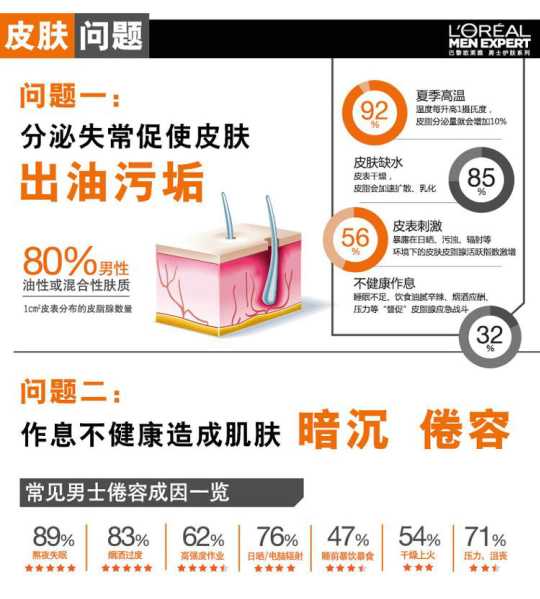 皮肤 问题
L'ORÉAL
MEN EXPERT
巴黎欧莱雅 男士护肤系列
问题一：
分泌失常促使皮肤
出油污垢
80%男性
油性或混合性肤质
1c㎡皮表分布的皮脂腺数量
92%
夏季高温
温度每升高1摄氏度，
皮脂分泌量就会增加10%
皮肤缺水
皮表干燥，
皮脂会加速扩散、乳化
85%
56%
皮表刺激
暴露在日晒、污浊、辐射等
环境下的皮肤皮脂腺活跃指数激增
不健康作息
睡眠不足、饮食油腻辛辣、烟酒应酬、
压力等“督促”皮脂腺应急战斗
32%
问题二：
作息不健康造成肌肤 暗沉 倦容
常见男士倦容成因一览
89% 83% 62% 76% 47% 54% 71%
熬夜失眠 烟酒过度 高强度作业 日晒/电脑辐射 睡前暴饮暴食 干燥上火 压力、沮丧